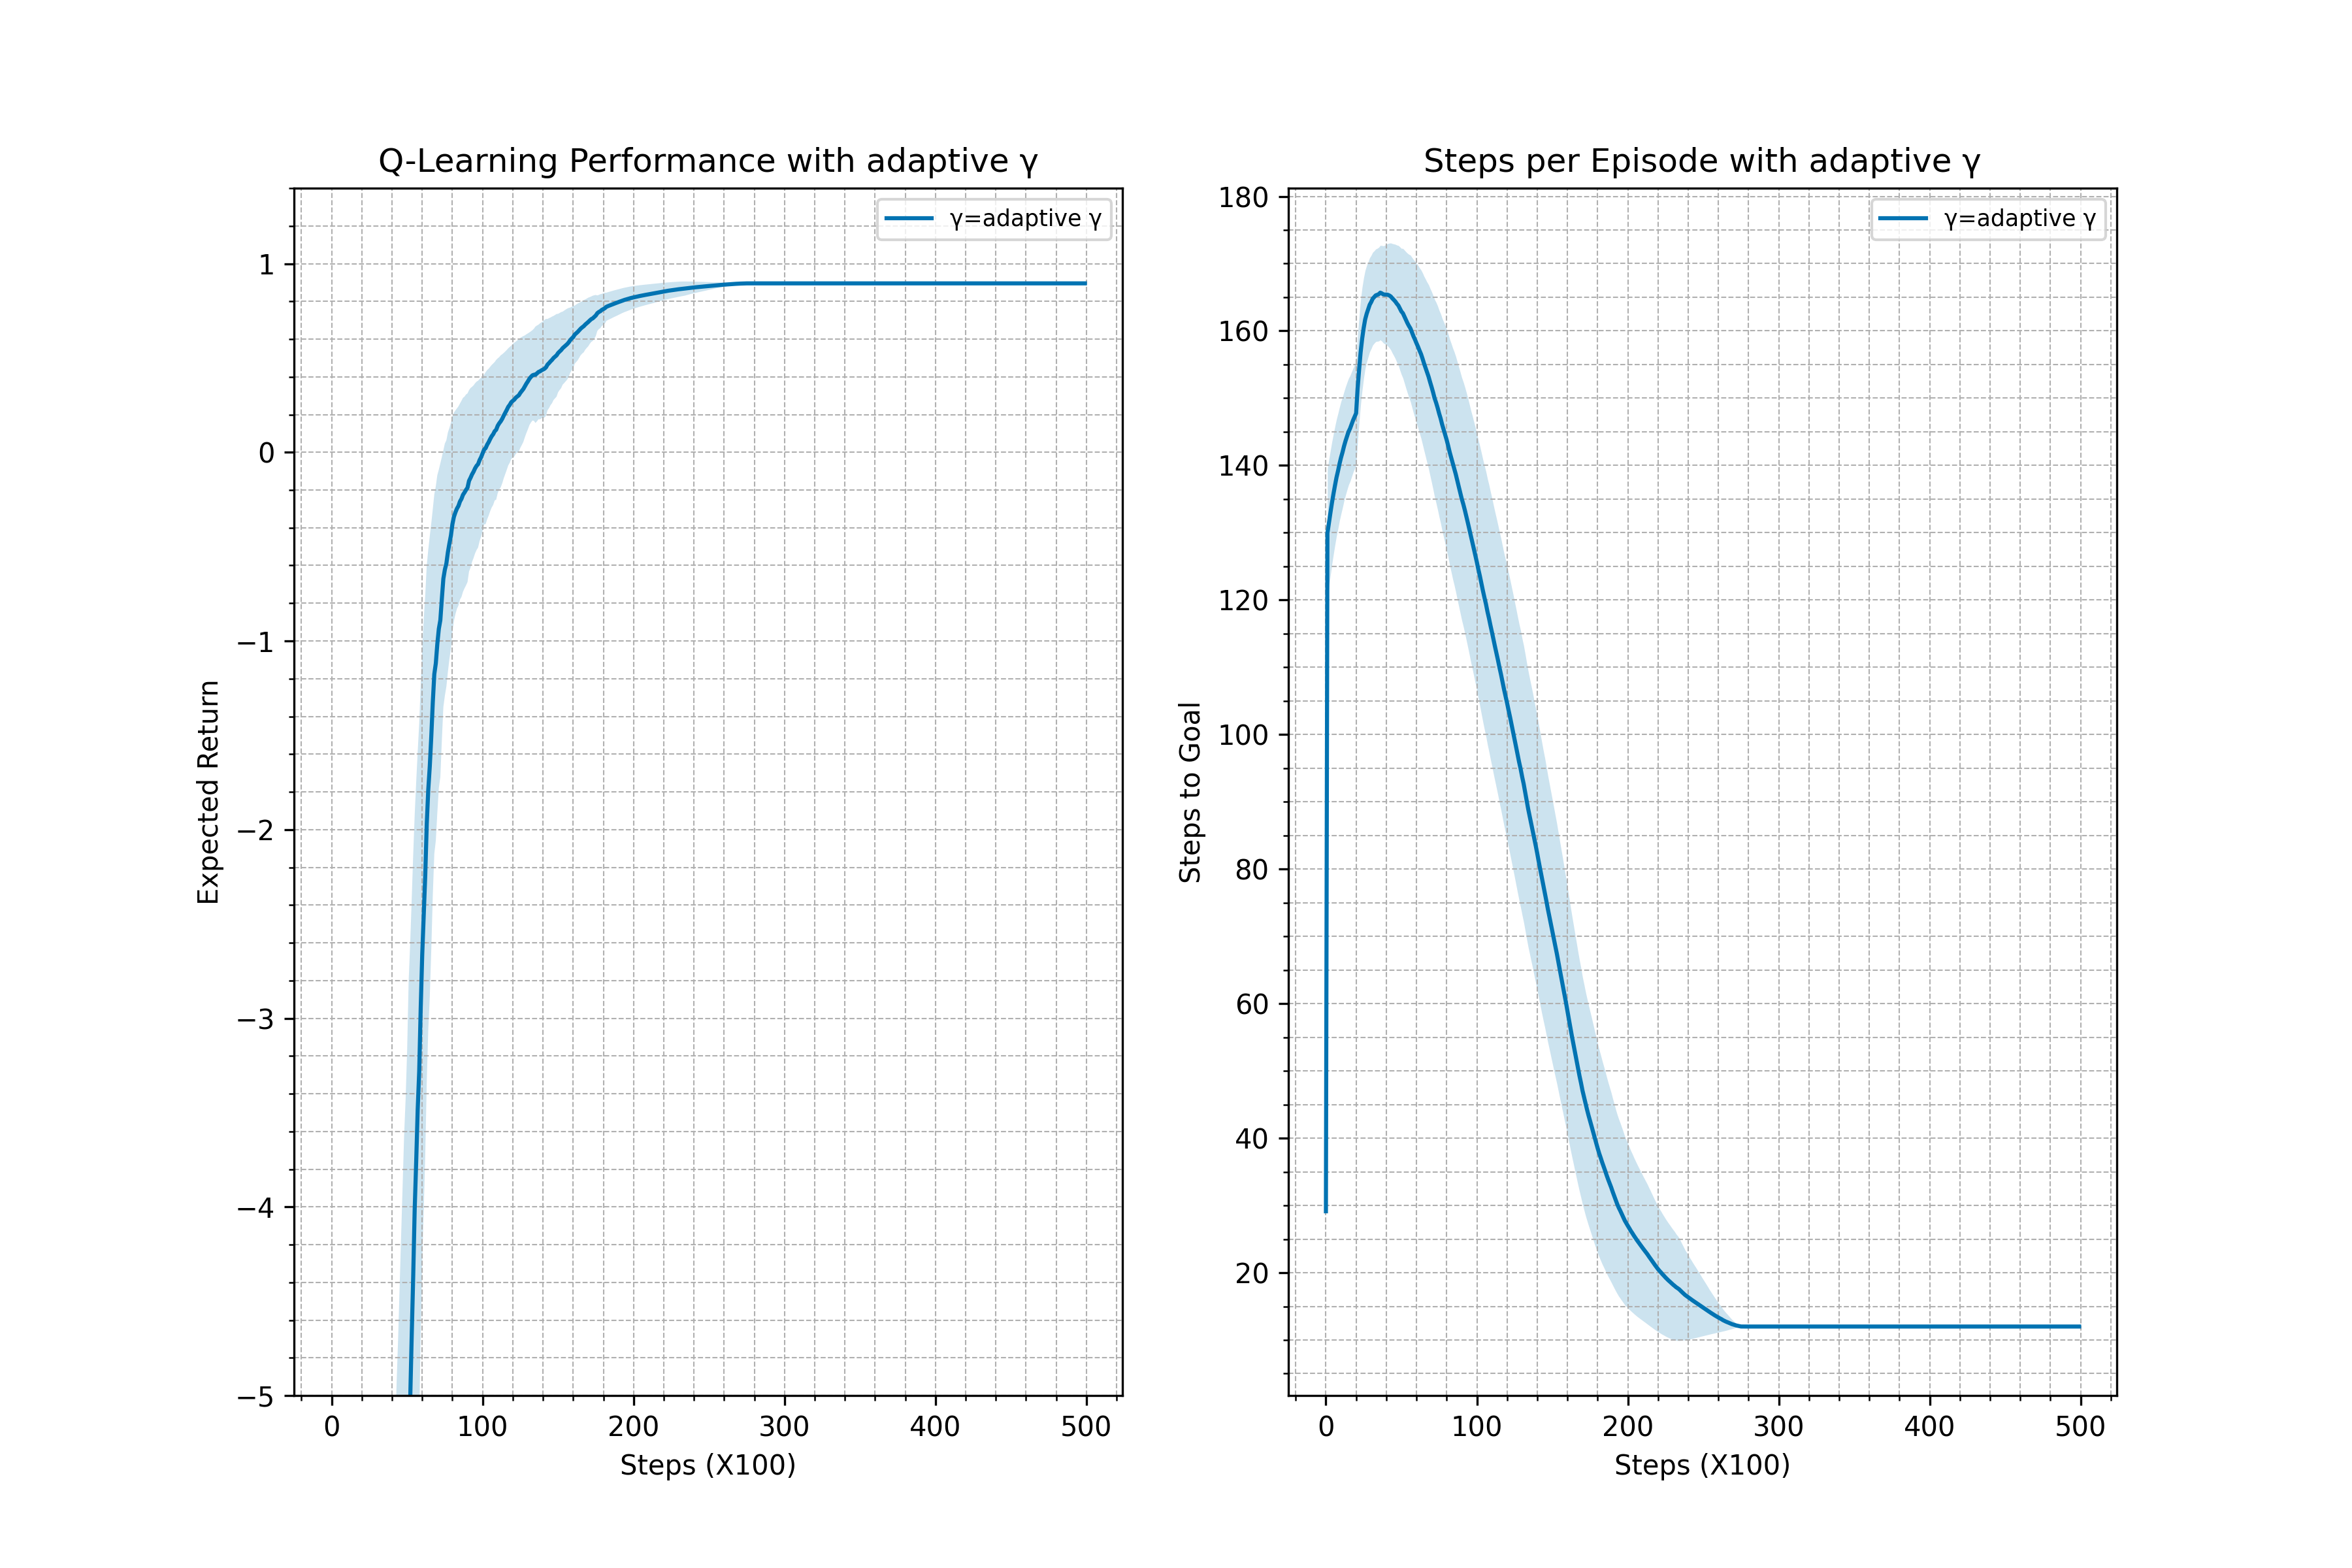 Q-Learning Performance with adaptive γ
γ=adaptive γ
1
0
−1
−2
−3
−4
−5
Expected Return
0 100 200 300 400 500
Steps (X100)
Steps per Episode with adaptive γ
γ=adaptive γ
180
160
140
120
100
80
60
40
20
Steps to Goal
0 100 200 300 400 500
Steps (X100)